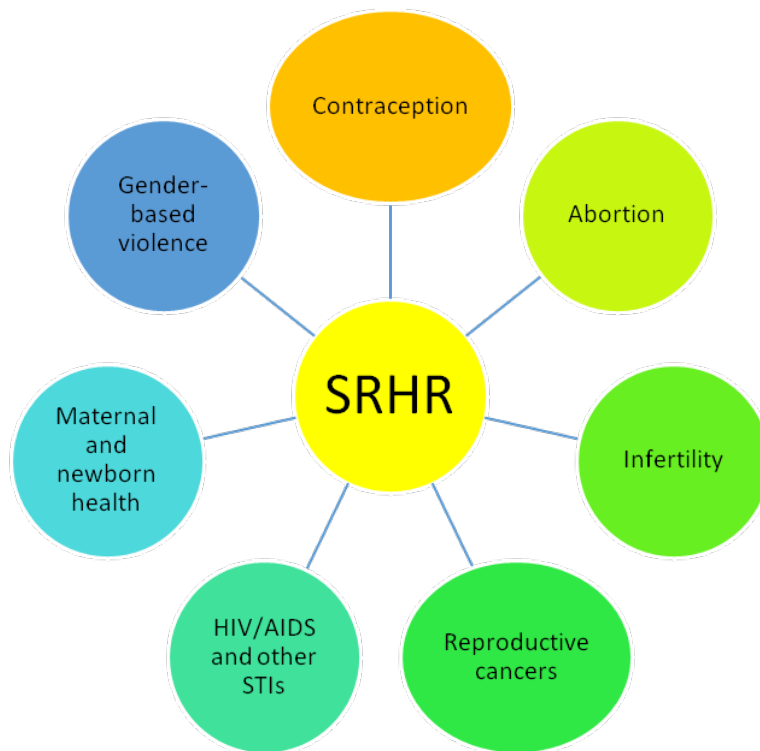 Contraception
Abortion
Infertility
Reproductive
cancers
HIV/AIDS
and other
STIs
Maternal
and
newborn
health
Gender-
based
violence
SRHR